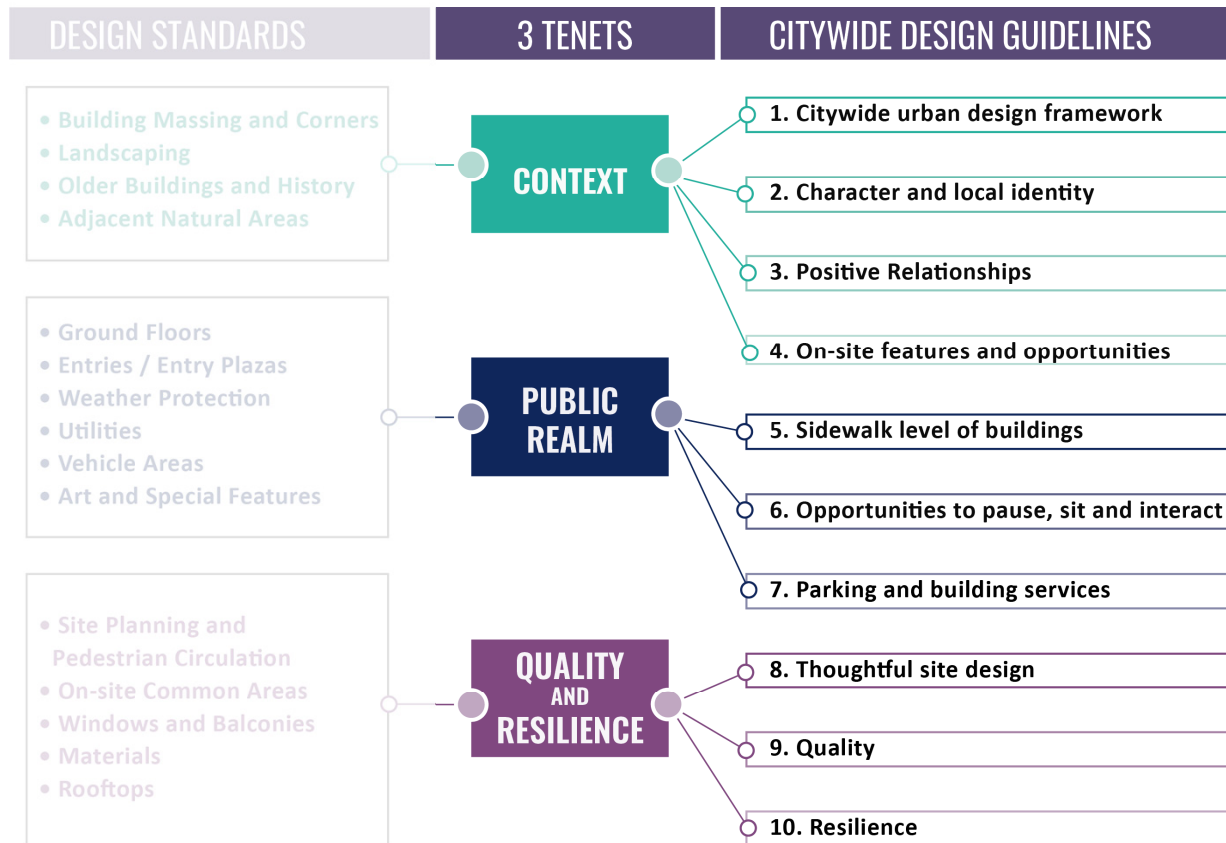 DESIGN STANDARDS
3 TENETS
CITYWIDE DESIGN GUIDELINES
• Building Massing and Corners
• Landscaping
• Older Buildings and History
• Adjacent Natural Areas
CONTEXT
1. Citywide urban design framework
2. Character and local identity
3. Positive Relationships
4. On-site features and opportunities
• Ground Floors
• Entries / Entry Plazas
• Weather Protection
• Utilities
• Vehicle Areas
• Art and Special Features
PUBLIC
REALM
5. Sidewalk level of buildings
6. Opportunities to pause, sit and interact
7. Parking and building services
• Site Planning and
Pedestrian Circulation
• On-site Common Areas
• Windows and Balconies
• Materials
• Rooftops
QUALITY
AND
RESILIENCE
8. Thoughtful site design
9. Quality
10. Resilience